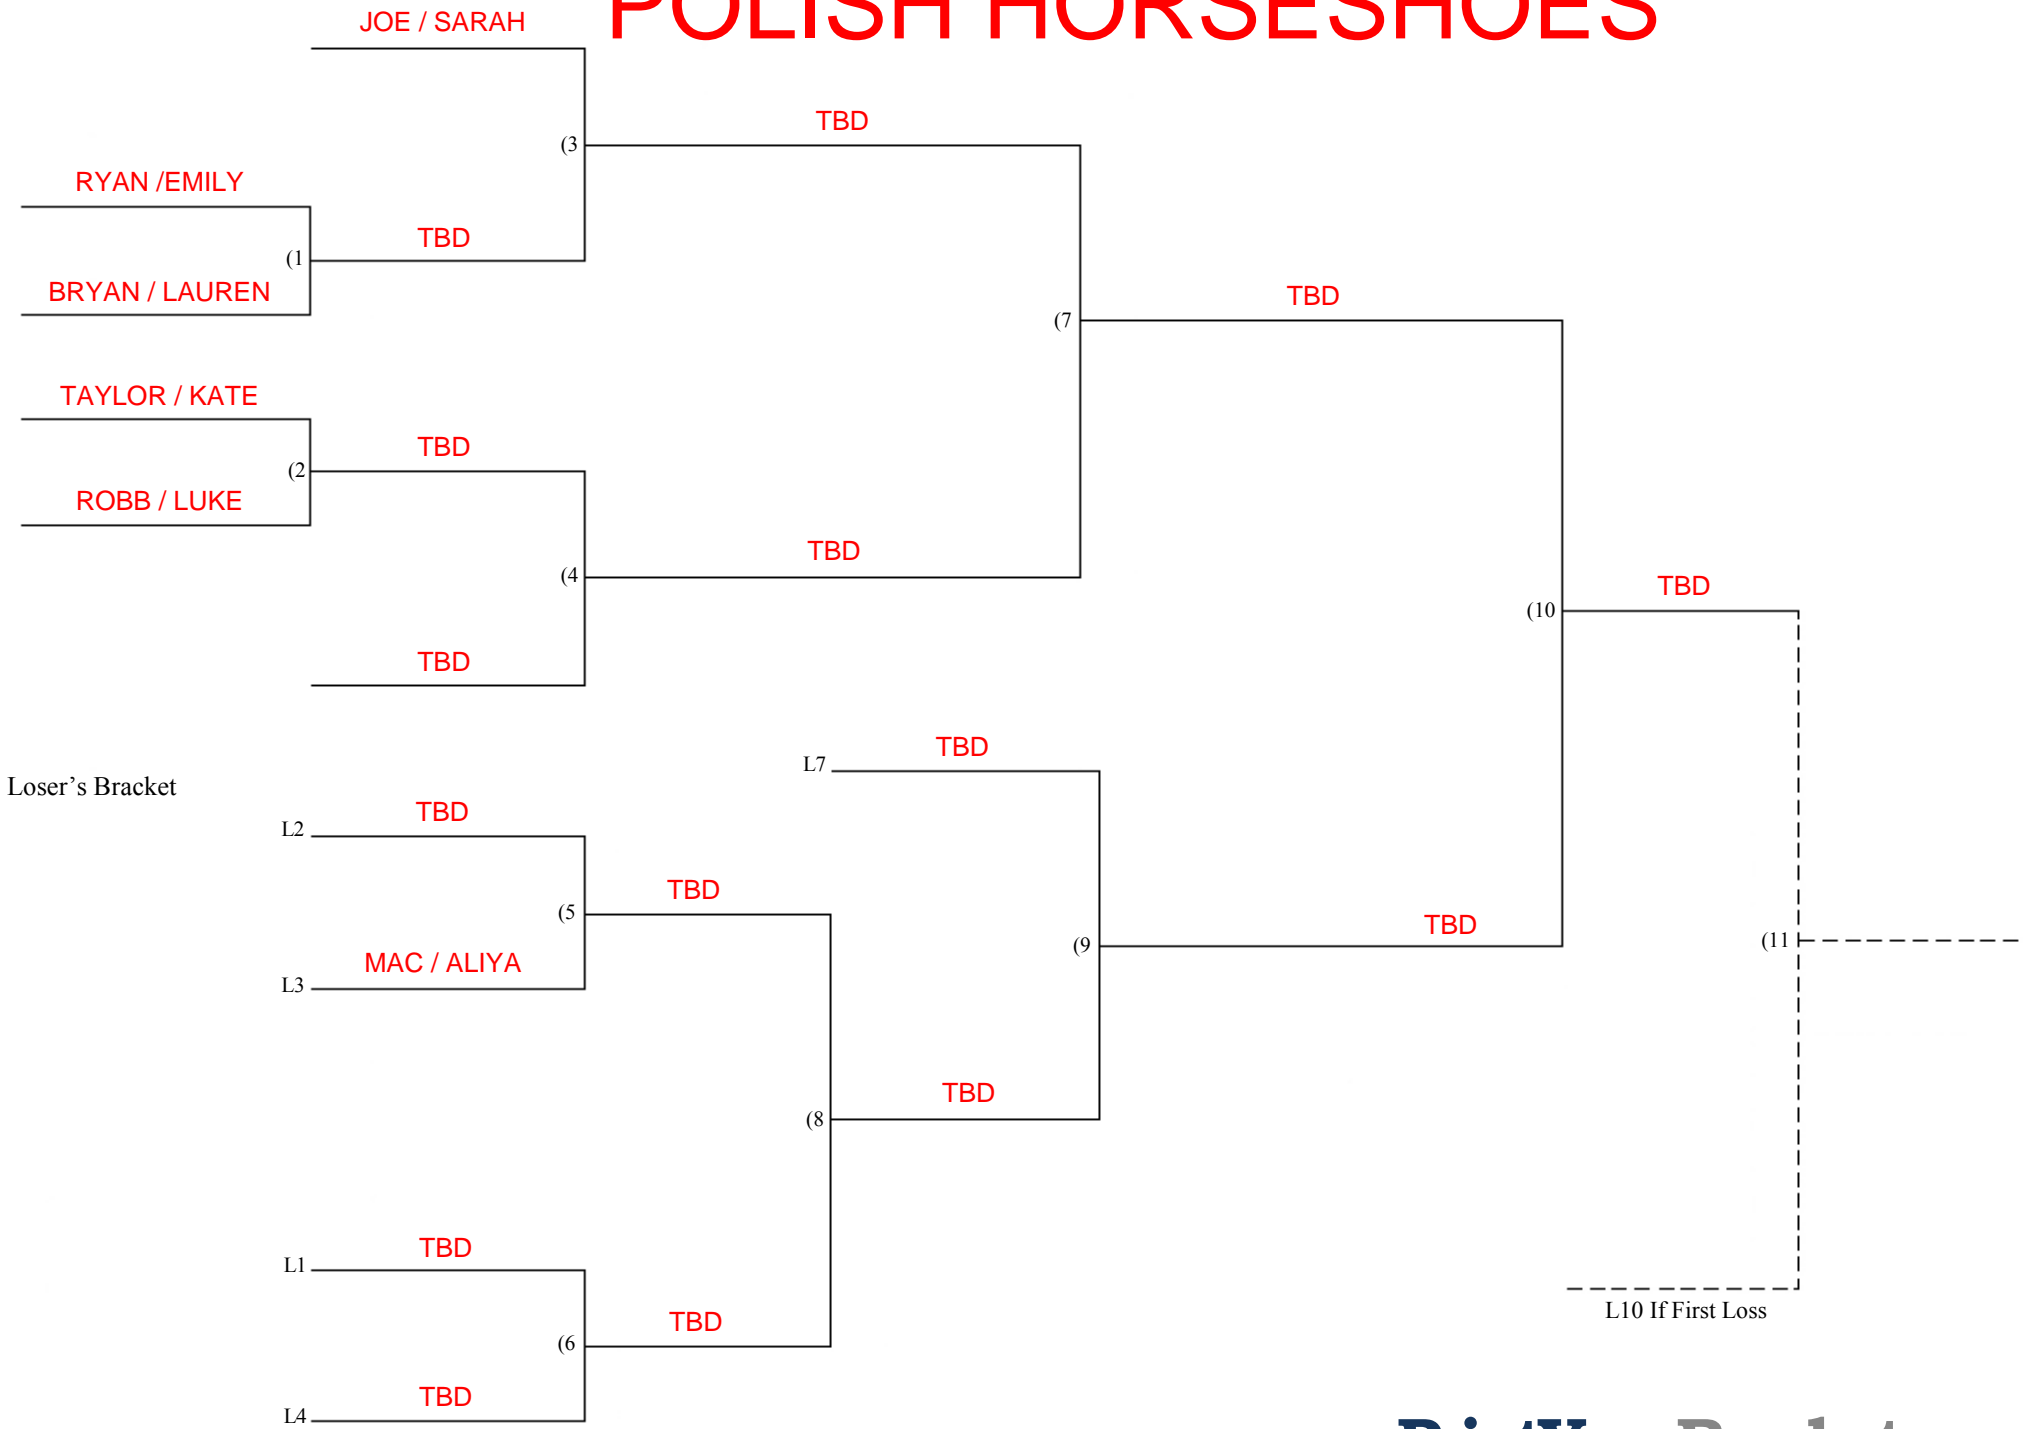 POLISH HORSESHOES
JOE / SARAH
TBD
(3
RYAN /EMILY
TBD
(1
BRYAN / LAUREN
TBD
(7
TAYLOR / KATE
TBD
(2
ROBB / LUKE
TBD
(4
TBD
(10
TBD
TBD
L7
Loser's Bracket
TBD
L2
TBD
(5
TBD
(9
(11
MAC / ALIYA
L3
TBD
(8
TBD
L1
L10 If First Loss
TBD
(6
TBD
L4